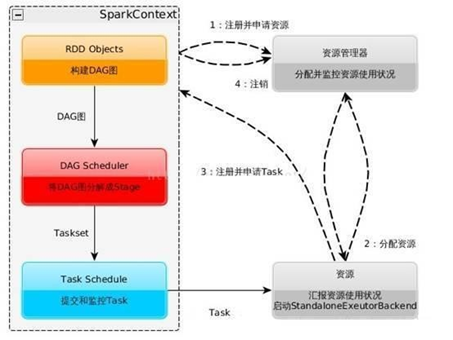 SparkContext
RDD Objects
构建DAG图
DAG图
DAG Scheduler
将DAG图分解成Stage
Taskset
Task Schedule
提交和监控Task
Task
1：注册并申请资源
4：注销
资源管理器
分配并监控资源使用状况
3：注册并申请Task
2：分配资源
资源
汇报资源使用状况
启动StandaloneExeutorBackend